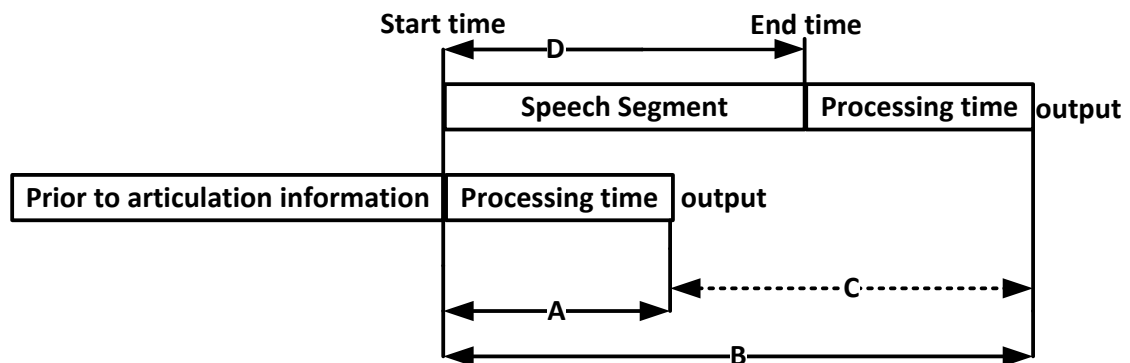 Start time
End time
D
Speech Segment
Processing time
output
Prior to articulation information
Processing time
output
C
A
B